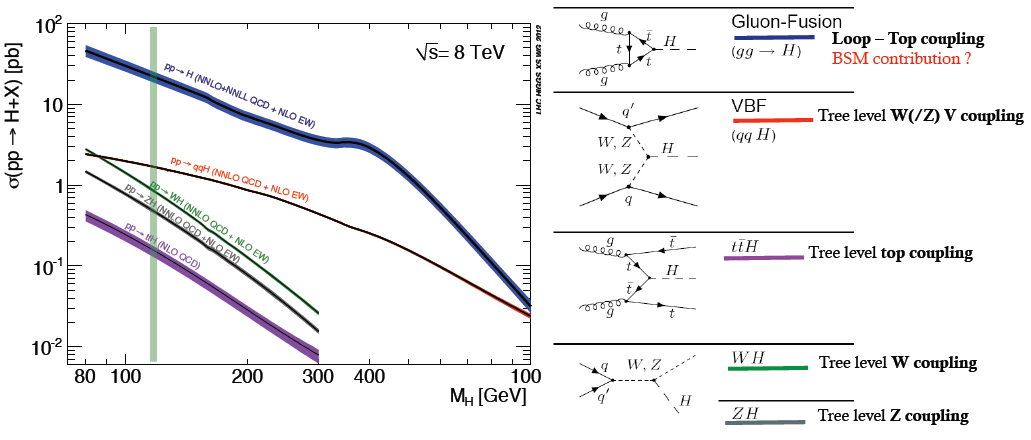 σ(pp → H+X) [pb]
10²
10
1
10⁻¹
10⁻²
√s= 8 TeV
LHC HIGGS XS WG 2012
pp → H (NNLO+NNLL QCD + NLO EW)
pp → qqH (NNLO QCD + NLO EW)
pp → WH (NNLO QCD + NLO EW)
pp → ZH (NNLO QCD +NLO EW)
pp → ttH (NLO QCD)
80 100 200 300 400 100
M_H [GeV]
g
g
t
t̄
t
H
Gluon-Fusion
(gg → H)
Loop – Top coupling
BSM contribution ?
q'
W, Z
W, Z
H
q
VBF
(qq H)
Tree level W(/Z) V coupling
g
t̄
t
H
t̄
g
t
tt̄H
Tree level top coupling
q
W, Z
q'
H
W H
Tree level W coupling
Z H
Tree level Z coupling